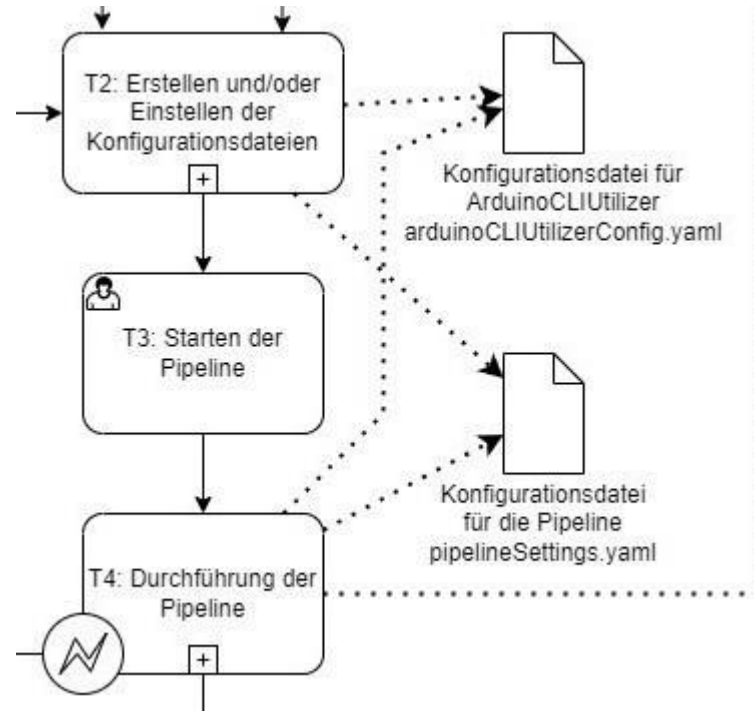 T2: Erstellen und/oder
Einstellen der
Konfigurationsdateien
Konfigurationsdatei für
ArduinoCLIUtilizer
arduinoCLIUtilizerConfig.yaml
T3: Starten der
Pipeline
Konfigurationsdatei
für die Pipeline
pipelineSettings.yaml
T4: Durchführung der
Pipeline